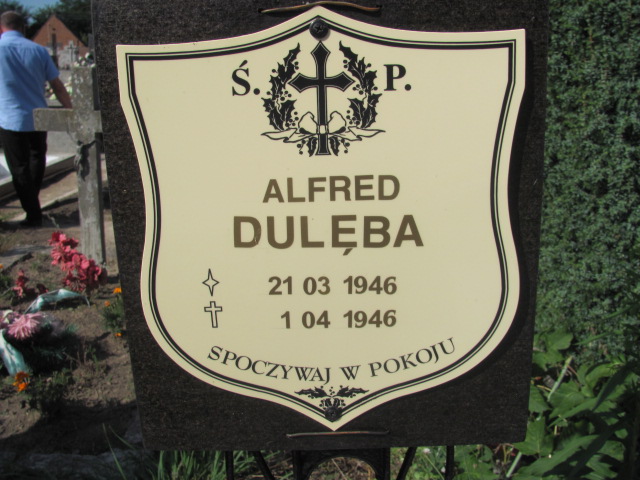 Ś. P.
ALFRED
DULĘBA
21 03 1946
1 04 1946
SPOCZYWAJ W POKOJU